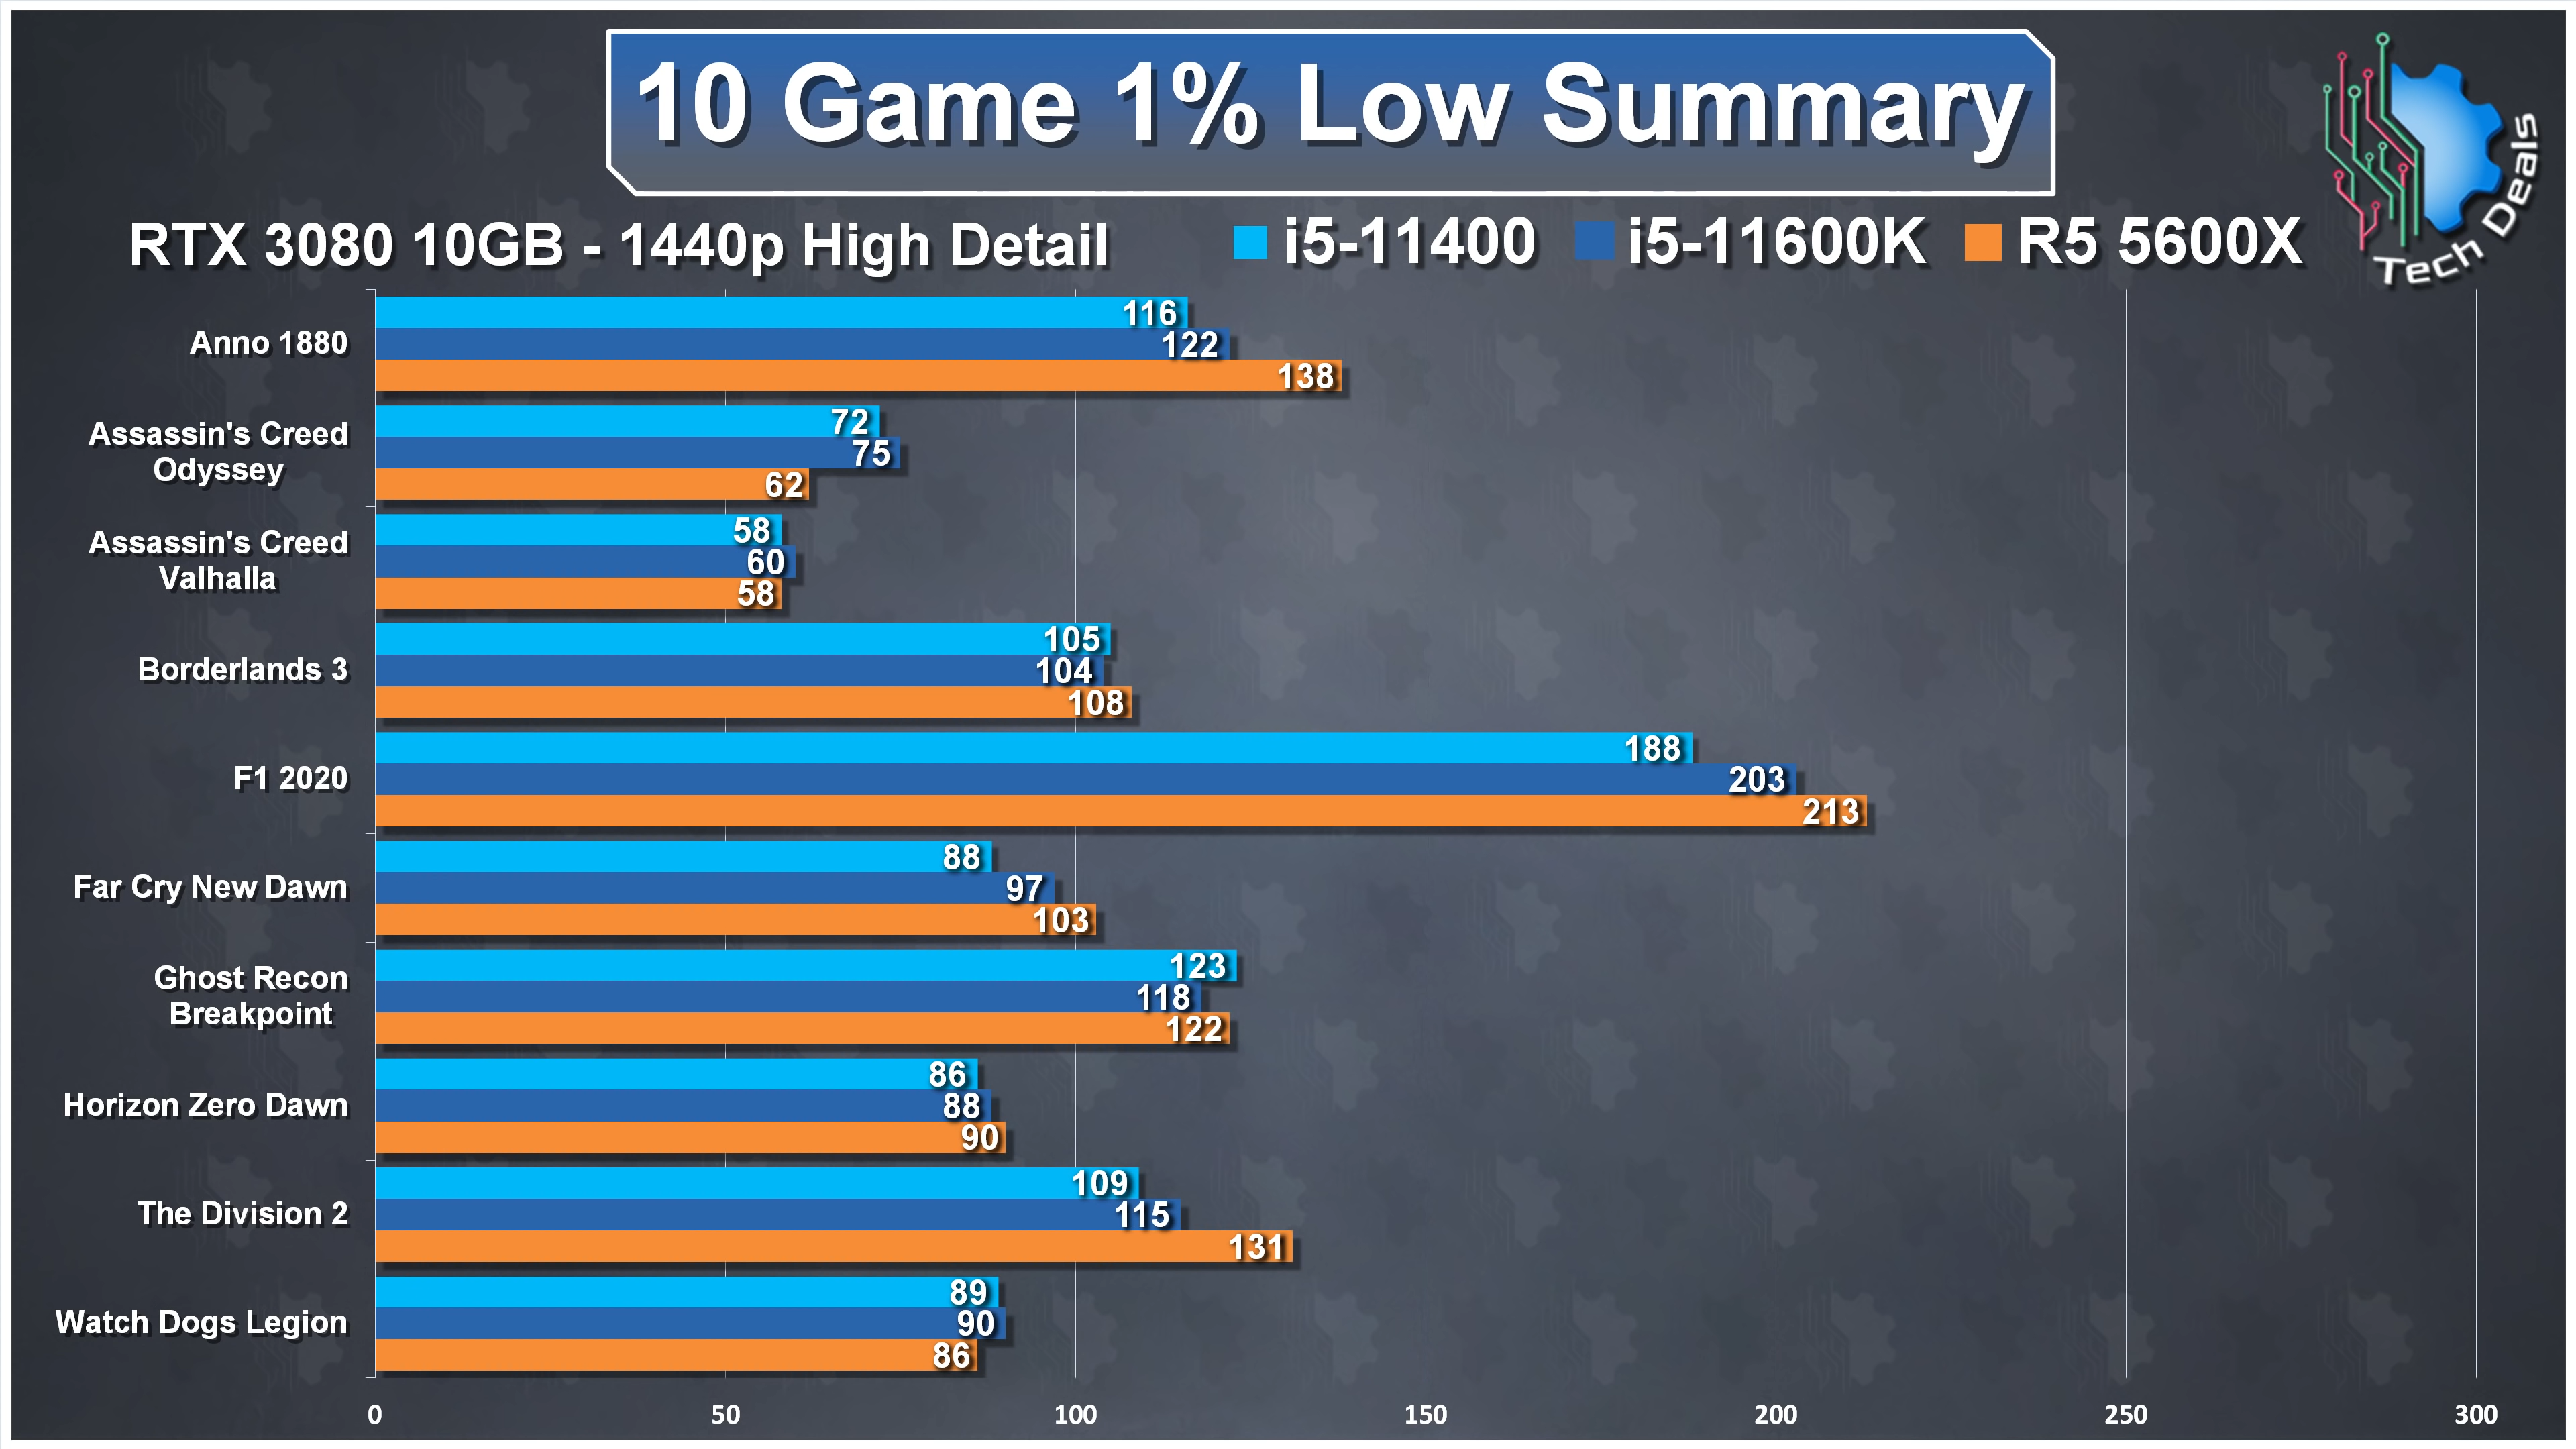 10 Game 1% Low Summary
RTX 3080 10GB - 1440p High Detail
i5-11400 i5-11600K R5 5600X
Tech Deals
Anno 1880
116
122
138
Assassin's Creed
Odyssey
72
75
62
Assassin's Creed
Valhalla
58
60
58
Borderlands 3
105
104
108
F1 2020
188
203
213
Far Cry New Dawn
88
97
103
Ghost Recon
Breakpoint
123
118
122
Horizon Zero Dawn
86
88
90
The Division 2
109
115
131
Watch Dogs Legion
89
90
86
0 50 100 150 200 250 300